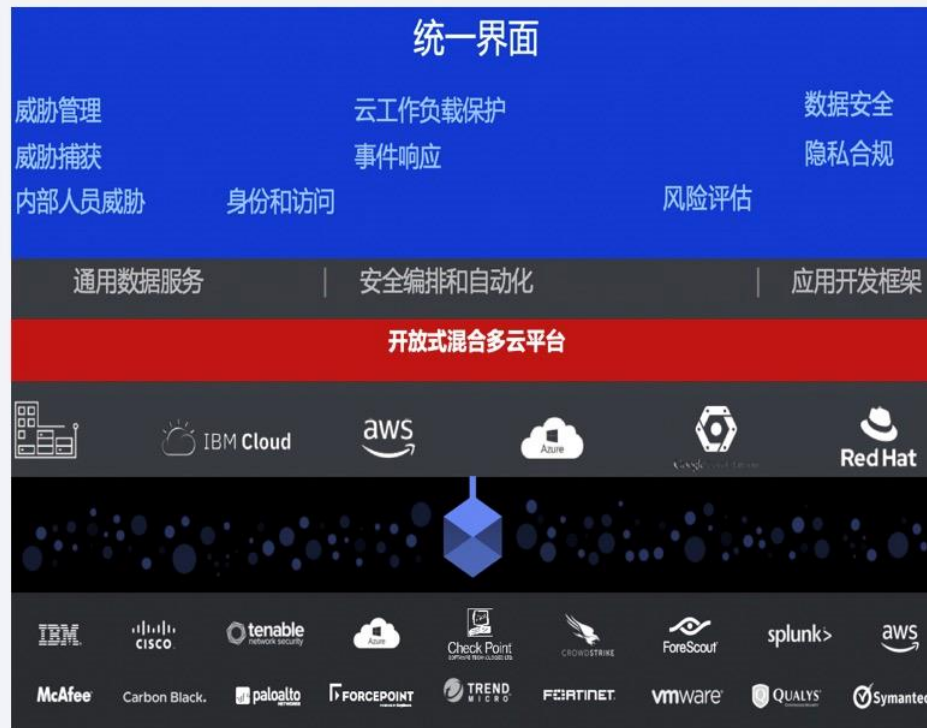 统一界面
威胁管理 云工作负载保护 数据安全
威胁捕获 事件响应 隐私合规
内部人员威胁 身份和访问 风险评估
通用数据服务 | 安全编排和自动化 | 应用开发框架
开放式混合多云平台
IBM Cloud aws Azure Red Hat
IBM. CISCO. tenable network security Azure Check Point CROWDSTRIKE ForeScout splunk> aws
McAfee Carbon Black. paloalto NETWORKS FORCEPOINT TREND MICRO FORTINET. vmware QUALYS Symantec